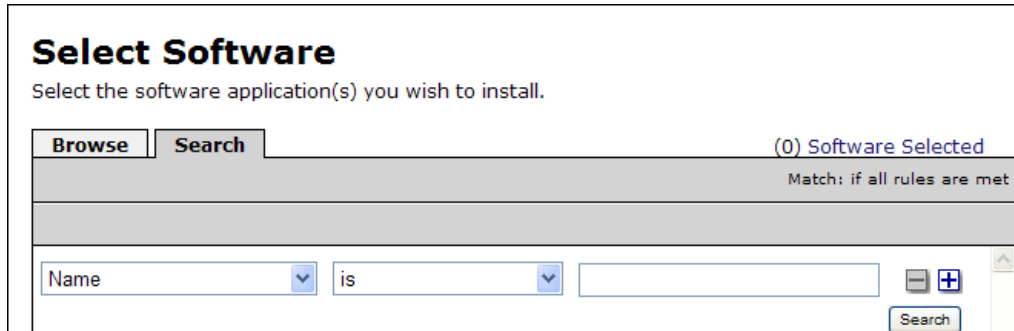 Select Software
Select the software application(s) you wish to install.
Browse Search (0) Software Selected
Match: if all rules are met
Name is
Search